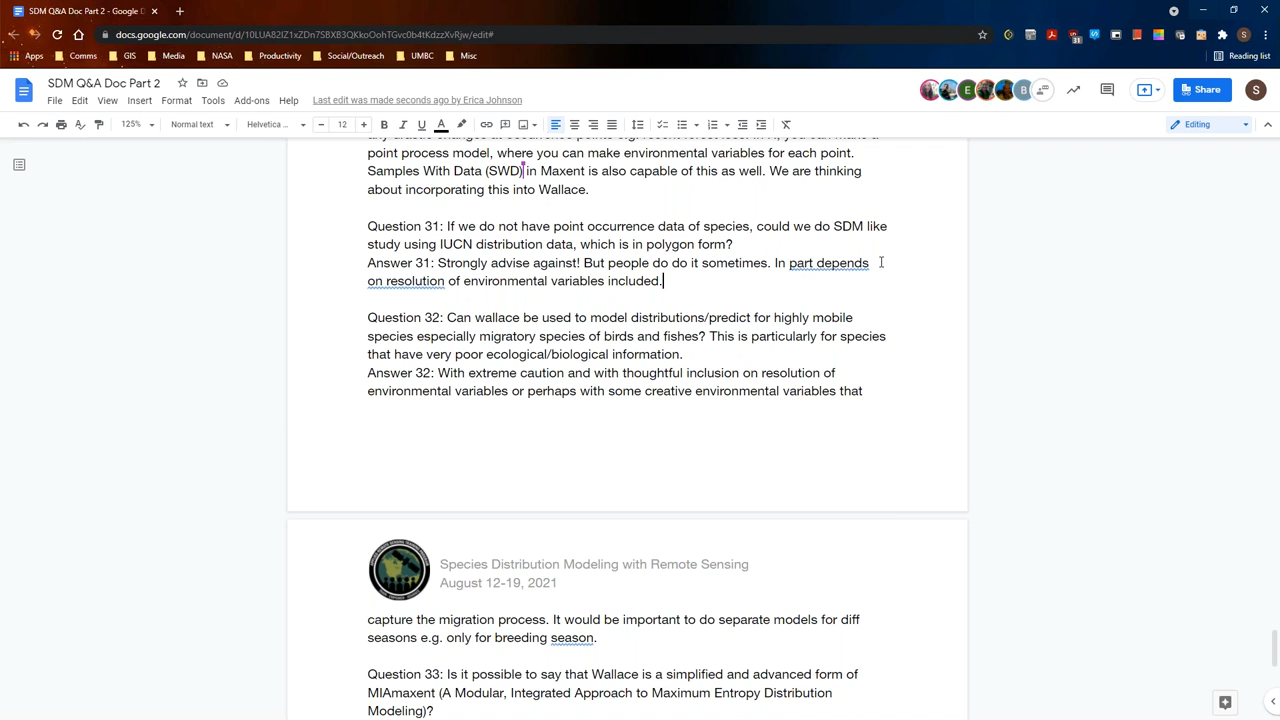 SDM Q&A Doc Part 2 - Google D
docs.google.com/document/d/10LUA82IZ1xZDn7SBXB3QKkoOohTGvc0b4tKdzzXvRjw/edit#
Apps Comms GIS Media NASA Productivity Social/Outreach UMBC Misc Reading list
SDM Q&A Doc Part 2
File Edit View Insert Format Tools Add-ons Help Last edit was made seconds ago by Erica Johnson
Share
S
125% Normal text Helvetica ... 12 Editing
point process model, where you can make environmental variables for each point.
Samples With Data (SWD) in Maxent is also capable of this as well. We are thinking
about incorporating this into Wallace.
Question 31: If we do not have point occurrence data of species, could we do SDM like
study using IUCN distribution data, which is in polygon form?
Answer 31: Strongly advise against! But people do do it sometimes. In part depends
on resolution of environmental variables included.
Question 32: Can wallace be used to model distributions/predict for highly mobile
species especially migratory species of birds and fishes? This is particularly for species
that have very poor ecological/biological information.
Answer 32: With extreme caution and with thoughtful inclusion on resolution of
environmental variables or perhaps with some creative environmental variables that
Species Distribution Modeling with Remote Sensing
August 12-19, 2021
capture the migration process. It would be important to do separate models for diff
seasons e.g. only for breeding season.
Question 33: Is it possible to say that Wallace is a simplified and advanced form of
MIAmaxent (A Modular, Integrated Approach to Maximum Entropy Distribution
Modeling)?